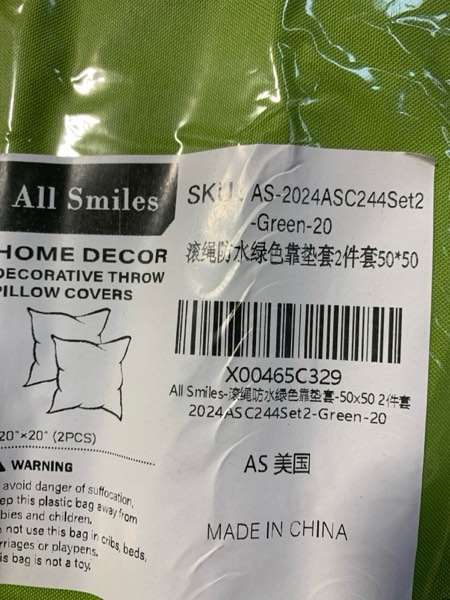 All Smiles
HOME DECOR
DECORATIVE THROW
PILLOW COVERS
20"×20" (2PCS)
WARNING
avoid danger of suffocation,
this plastic bag away from
and children.
not use this bag in cribs, beds,
or playpens.
bag is not a toy.
SKU: AS-2024ASC244Set2
-Green-20
滚绳防水绿色靠垫套2件套50*50
X00465C329
All Smiles-滚绳防水绿色靠垫套-50x50 2件套
2024ASC244Set2-Green-20
AS 美国
MADE IN CHINA